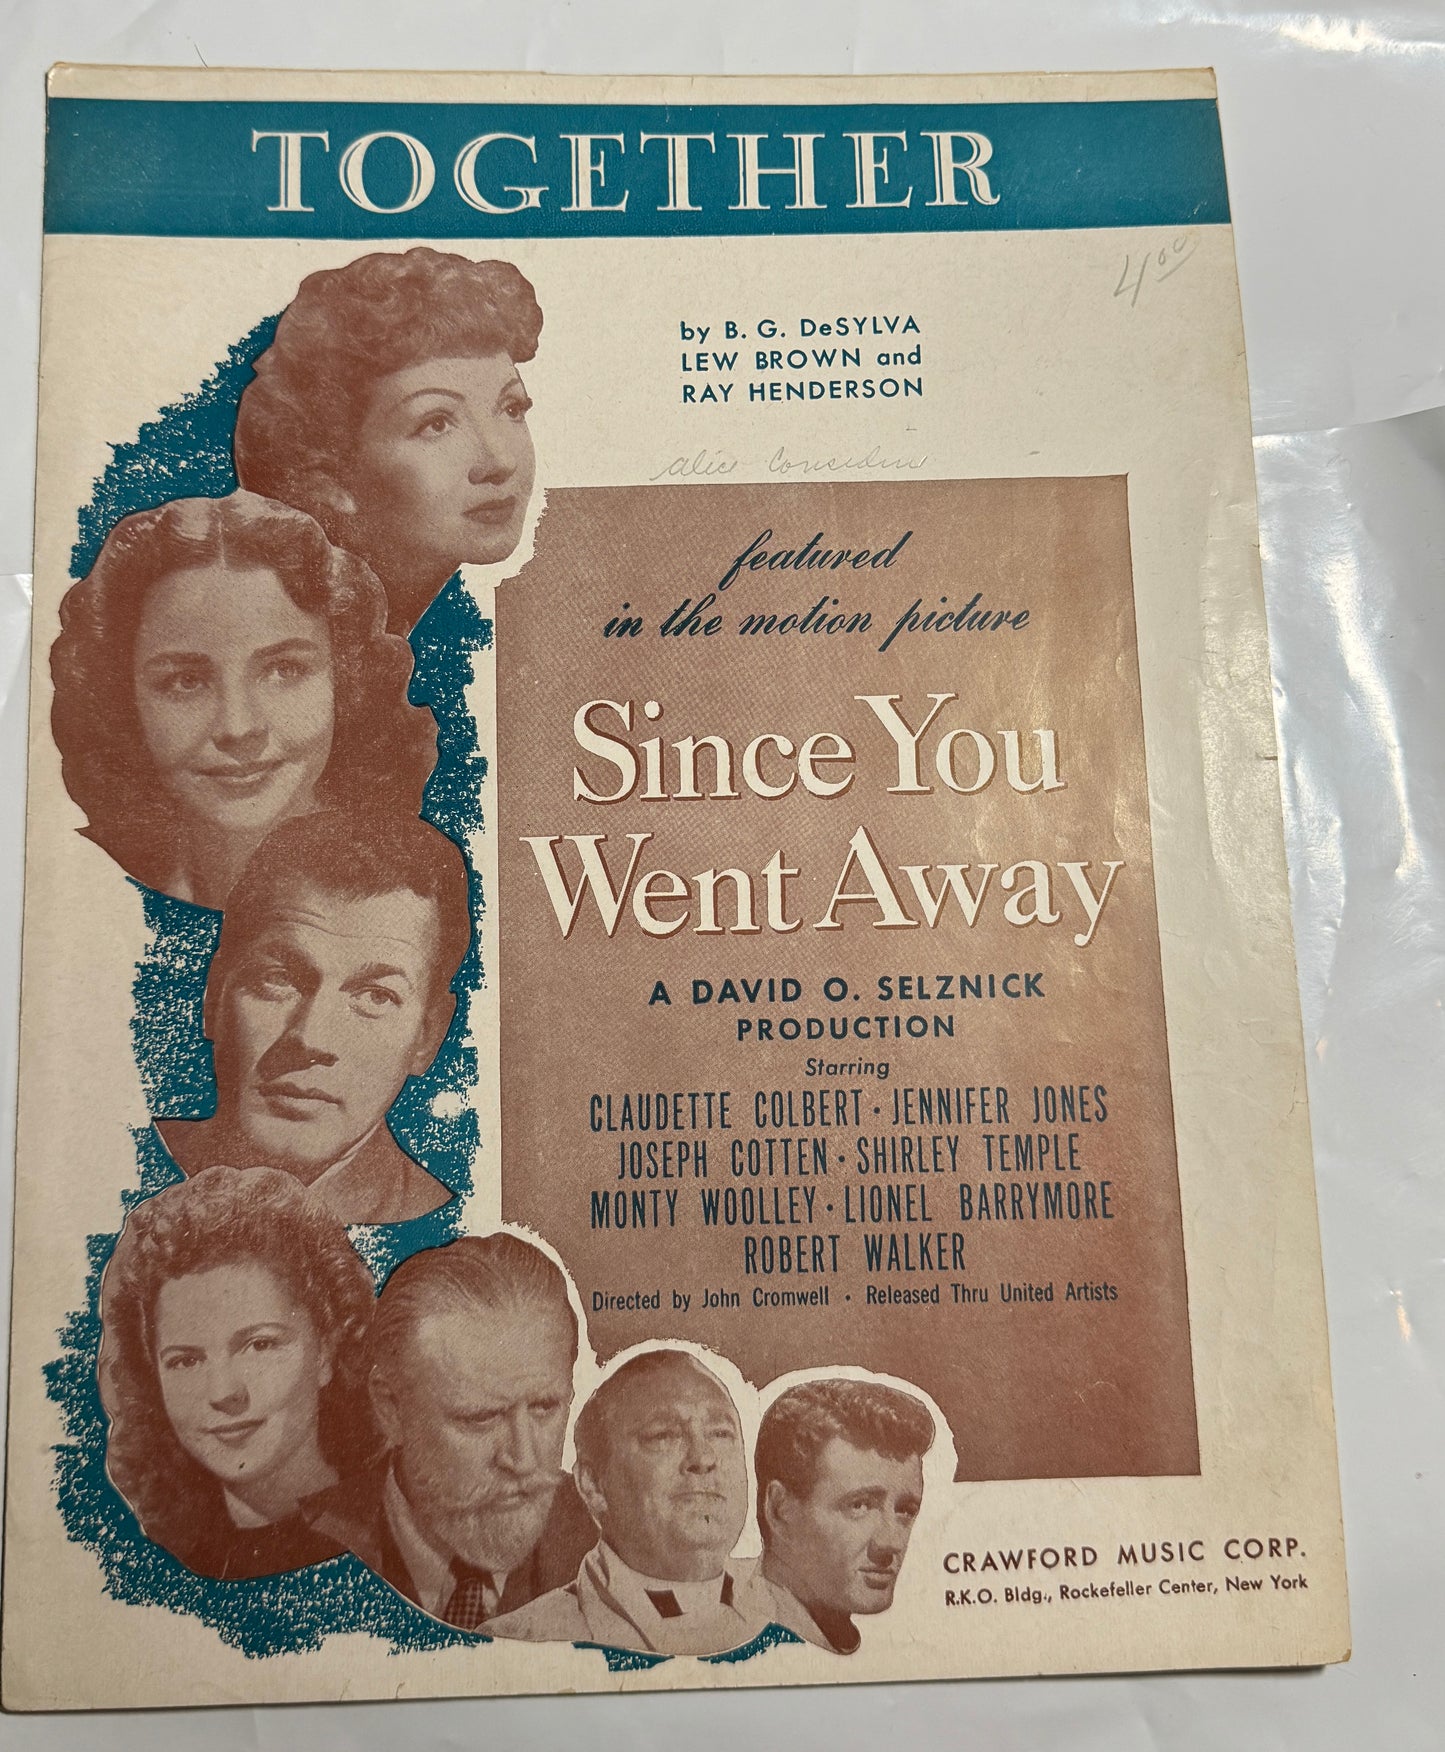 TOGETHER
4.00
by B. G. DeSYLVA
LEW BROWN and
RAY HENDERSON
Alice Considine
featured
in the motion picture
Since You
Went Away
A DAVID O. SELZNICK
PRODUCTION
Starring
CLAUDETTE COLBERT · JENNIFER JONES
JOSEPH COTTEN · SHIRLEY TEMPLE
MONTY WOOLLEY · LIONEL BARRYMORE
ROBERT WALKER
Directed by John Cromwell · Released Thru United Artists
CRAWFORD MUSIC CORP.
R.K.O. Bldg., Rockefeller Center, New York